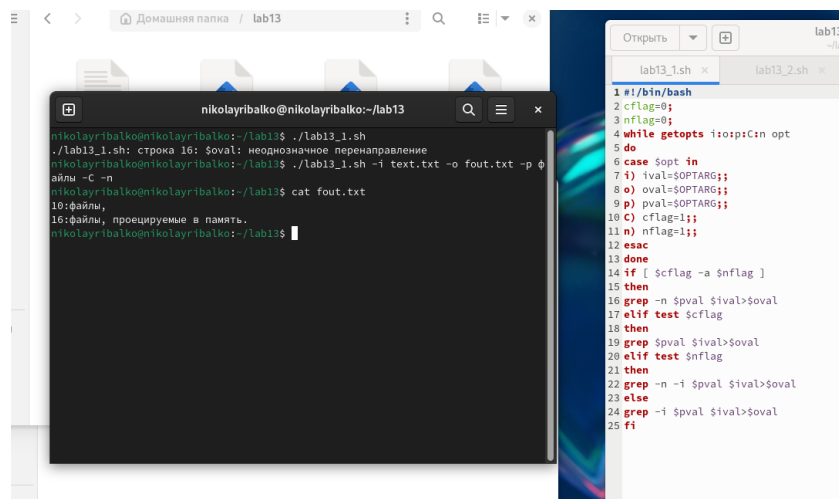 Домашняя папка / lab13
nikolayribalko@nikolayribalko:~/lab13
nikolayribalko@nikolayribalko:~/lab13$ ./lab13_1.sh
./lab13_1.sh: строка 16: $oval: неоднозначное перенаправление
nikolayribalko@nikolayribalko:~/lab13$ ./lab13_1.sh -i text.txt -o fout.txt -p ф
айлы -C -n
nikolayribalko@nikolayribalko:~/lab13$ cat fout.txt
10:файлы,
16:файлы, проецируемые в память.
nikolayribalko@nikolayribalko:~/lab13$
Открыть
lab13_1.sh × lab13_2.sh ×
1 #!/bin/bash
2 cflag=0;
3 nflag=0;
4 while getopts i:o:p:C:n opt
5 do
6 case $opt in
7 i) ival=$OPTARG;;
8 o) oval=$OPTARG;;
9 p) pval=$OPTARG;;
10 C) cflag=1;;
11 n) nflag=1;;
12 esac
13 done
14 if [ $cflag -a $nflag ]
15 then
16 grep -n $pval $ival>$oval
17 elif test $cflag
18 then
19 grep $pval $ival>$oval
20 elif test $nflag
21 then
22 grep -n -i $pval $ival>$oval
23 else
24 grep -i $pval $ival>$oval
25 fi